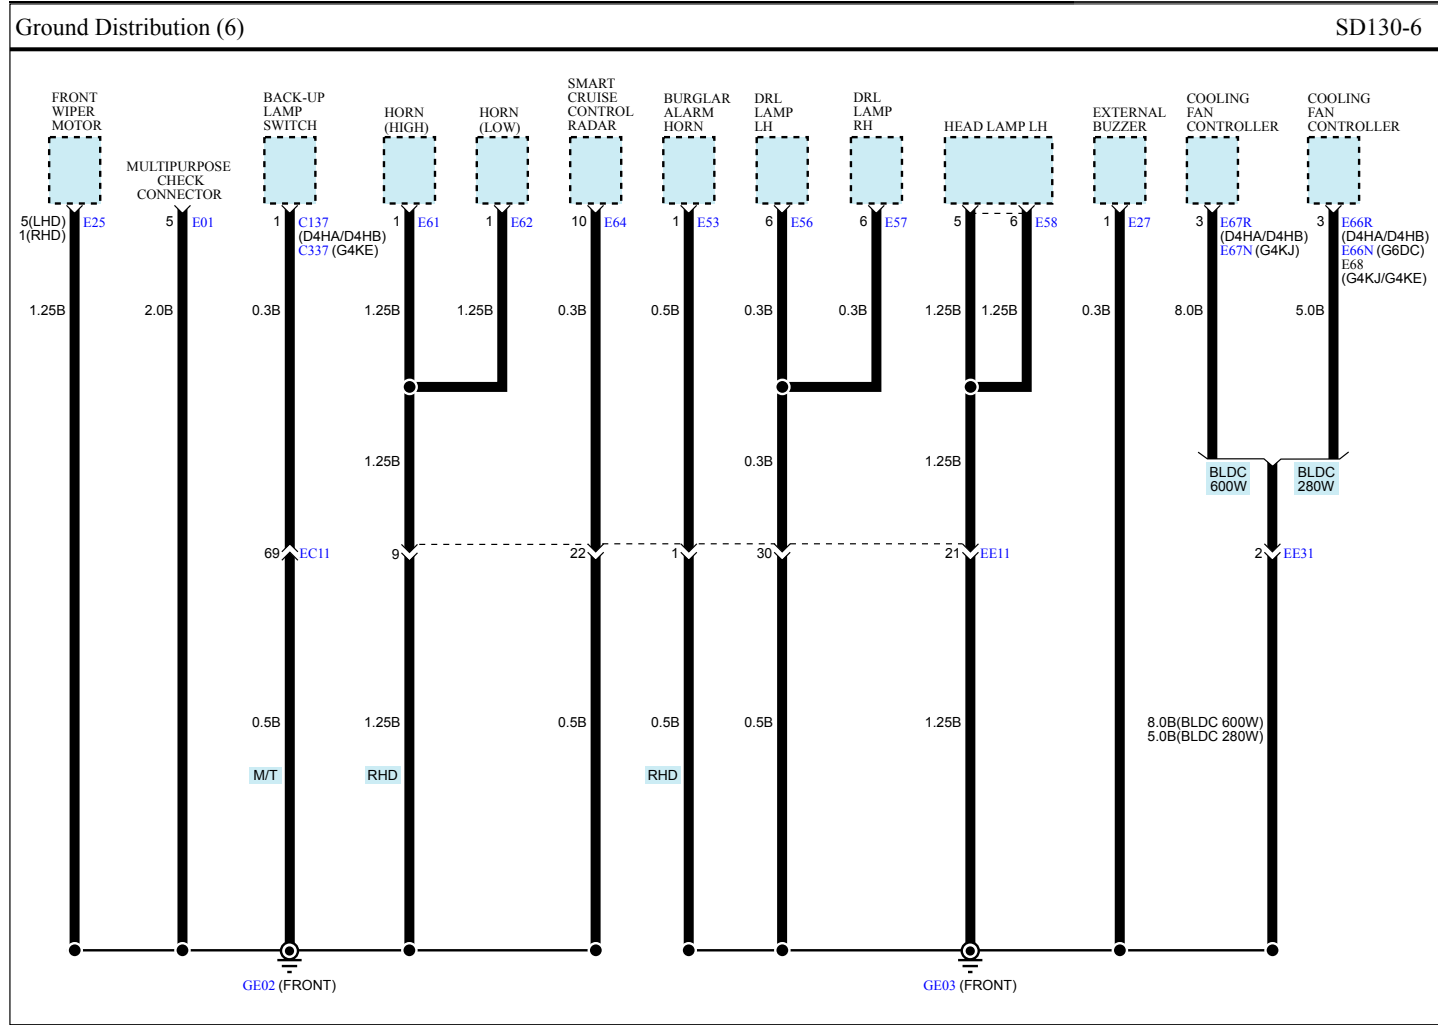 Ground Distribution (6)
SD130-6
FRONT
WIPER
MOTOR
MULTIPURPOSE
CHECK
CONNECTOR
BACK-UP
LAMP
SWITCH
HORN
(HIGH)
HORN
(LOW)
SMART
CRUISE
CONTROL
RADAR
BURGLAR
ALARM
HORN
DRL
LAMP
LH
DRL
LAMP
RH
HEAD LAMP LH
EXTERNAL
BUZZER
COOLING
FAN
CONTROLLER
COOLING
FAN
CONTROLLER
5(LHD)
1(RHD)
E25
5
E01
1
C137
(D4HA/D4HB)
C337 (G4KE)
1
E61
1
E62
10
E64
1
E53
6
E56
6
E57
5
6
E58
1
E27
3
E67R
(D4HA/D4HB)
E67N (G4KJ)
3
E66R
(D4HA/D4HB)
E66N (G6DC)
E68
(G4KJ/G4KE)
1.25B
2.0B
0.3B
1.25B
1.25B
0.3B
0.5B
0.3B
0.3B
1.25B
1.25B
0.3B
8.0B
5.0B
1.25B
0.3B
1.25B
BLDC
600W
BLDC
280W
69
EC11
9
22
1
30
21
EE11
2
EE31
0.5B
1.25B
0.5B
0.5B
0.5B
1.25B
8.0B(BLDC 600W)
5.0B(BLDC 280W)
M/T
RHD
RHD
GE02 (FRONT)
GE03 (FRONT)